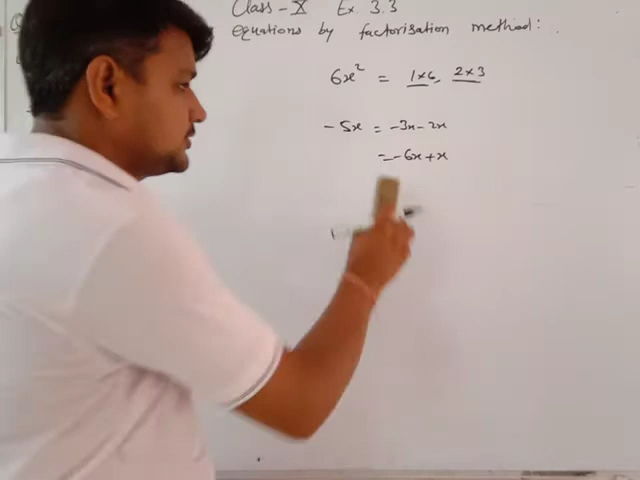 Class-X Ex. 3.3
equations by factorisation method:
6x² = 1×6, 2×3
-5x = -3x-2x
=-6x+x